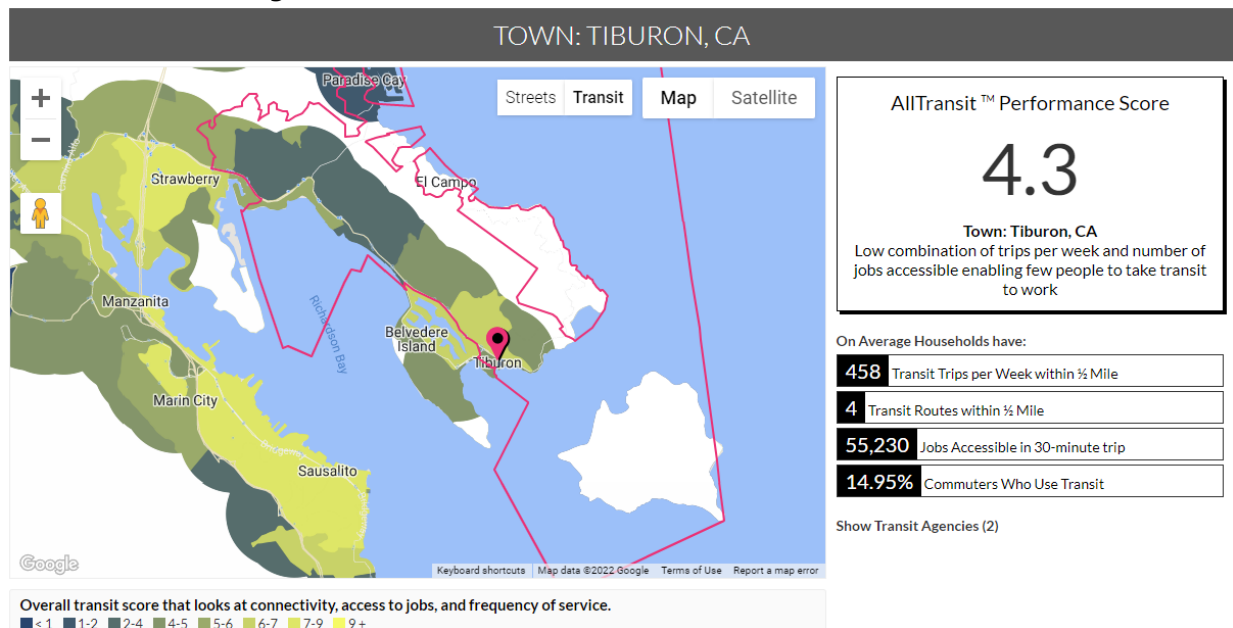 TOWN: TIBURON, CA
Paradise Cay
Streets Transit
Map Satellite
Strawberry
El Campo
Manzanita
Richardson Bay
Belvedere
Island
Tiburon
Marin City
Sausalito
Google
Keyboard shortcuts Map data ©2022 Google Terms of Use Report a map error
AllTransit ™ Performance Score
4.3
Town: Tiburon, CA
Low combination of trips per week and number of
jobs accessible enabling few people to take transit
to work
On Average Households have:
458 Transit Trips per Week within ½ Mile
4 Transit Routes within ½ Mile
55,230 Jobs Accessible in 30-minute trip
14.95% Commuters Who Use Transit
Show Transit Agencies (2)
Overall transit score that looks at connectivity, access to jobs, and frequency of service.
< 1 1-2 2-4 4-5 5-6 6-7 7-9 9 +